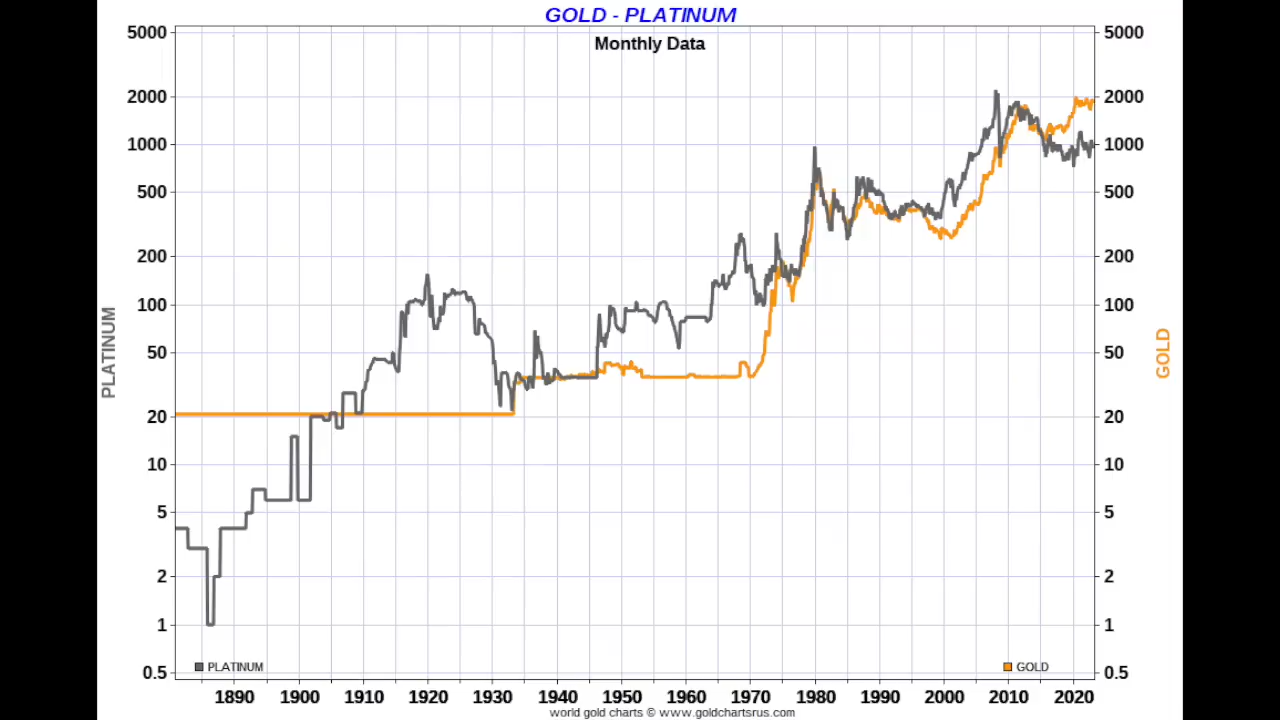 GOLD - PLATINUM
Monthly Data
5000 5000
2000 2000
1000 1000
500 500
200 200
100 100
PLATINUM
GOLD
50 50
20 20
10 10
5 5
2 2
1 1
PLATINUM GOLD
0.5 0.5
1890 1900 1910 1920 1930 1940 1950 1960 1970 1980 1990 2000 2010 2020
world gold charts © www.goldchartsrus.com